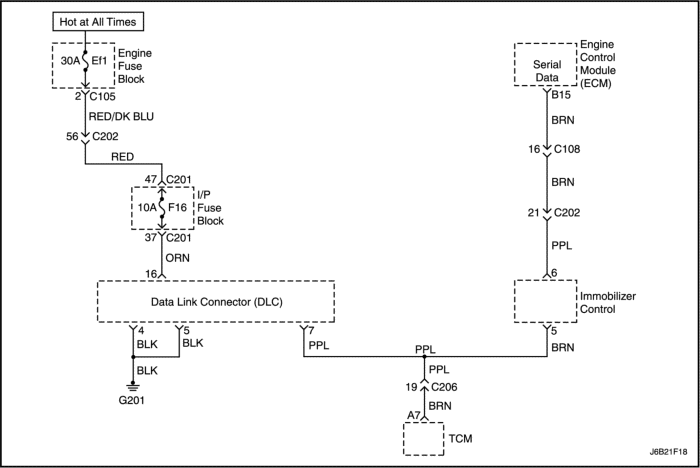 Hot at All Times
30A Ef1
Engine
Fuse
Block
2 C105
RED/DK BLU
56 C202
RED
47 C201
10A F16
I/P
Fuse
Block
37 C201
ORN
16
Data Link Connector (DLC)
4
5
7
BLK
BLK
BLK
G201
PPL
PPL
PPL
19 C206
BRN
A7
TCM
Serial
Data
Engine
Control
Module
(ECM)
B15
BRN
16 C108
BRN
21 C202
PPL
6
Immobilizer
Control
5
BRN
J6B21F18